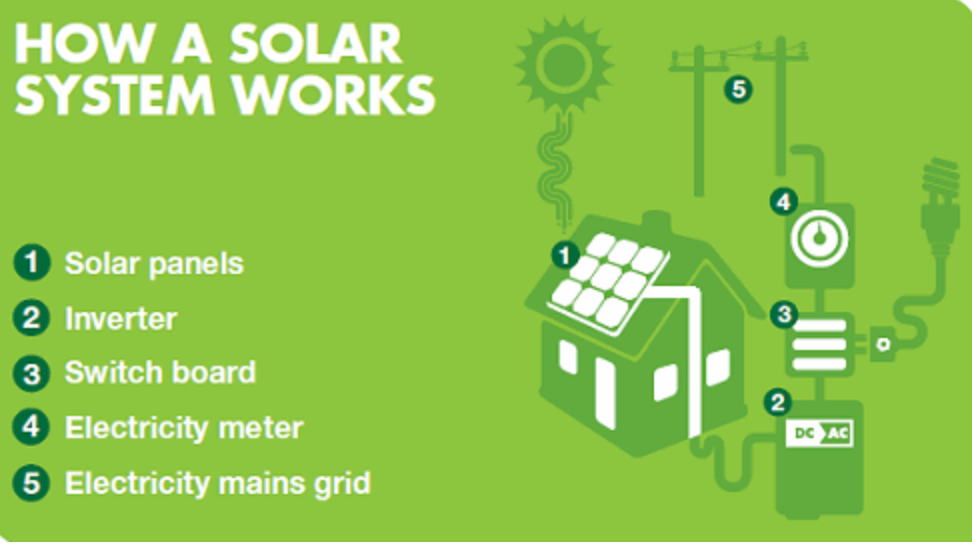 HOW A SOLAR
SYSTEM WORKS
1 Solar panels
2 Inverter
3 Switch board
4 Electricity meter
5 Electricity mains grid
5
4
1
3
2
DC AC